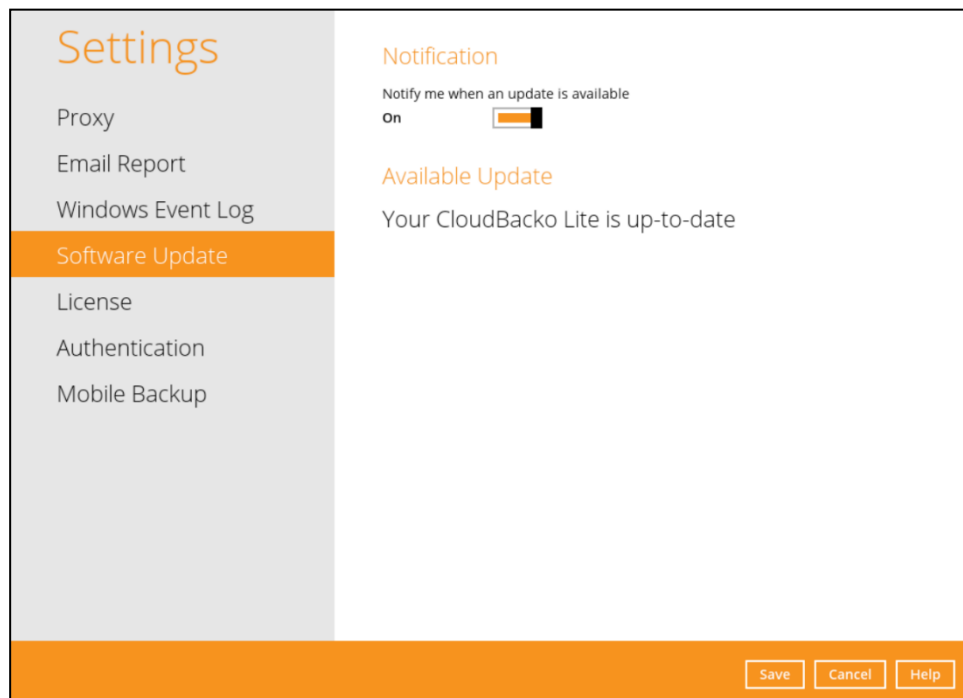 Settings
Proxy
Email Report
Windows Event Log
Software Update
License
Authentication
Mobile Backup
Notification
Notify me when an update is available
On
Available Update
Your CloudBacko Lite is up-to-date
Save Cancel Help